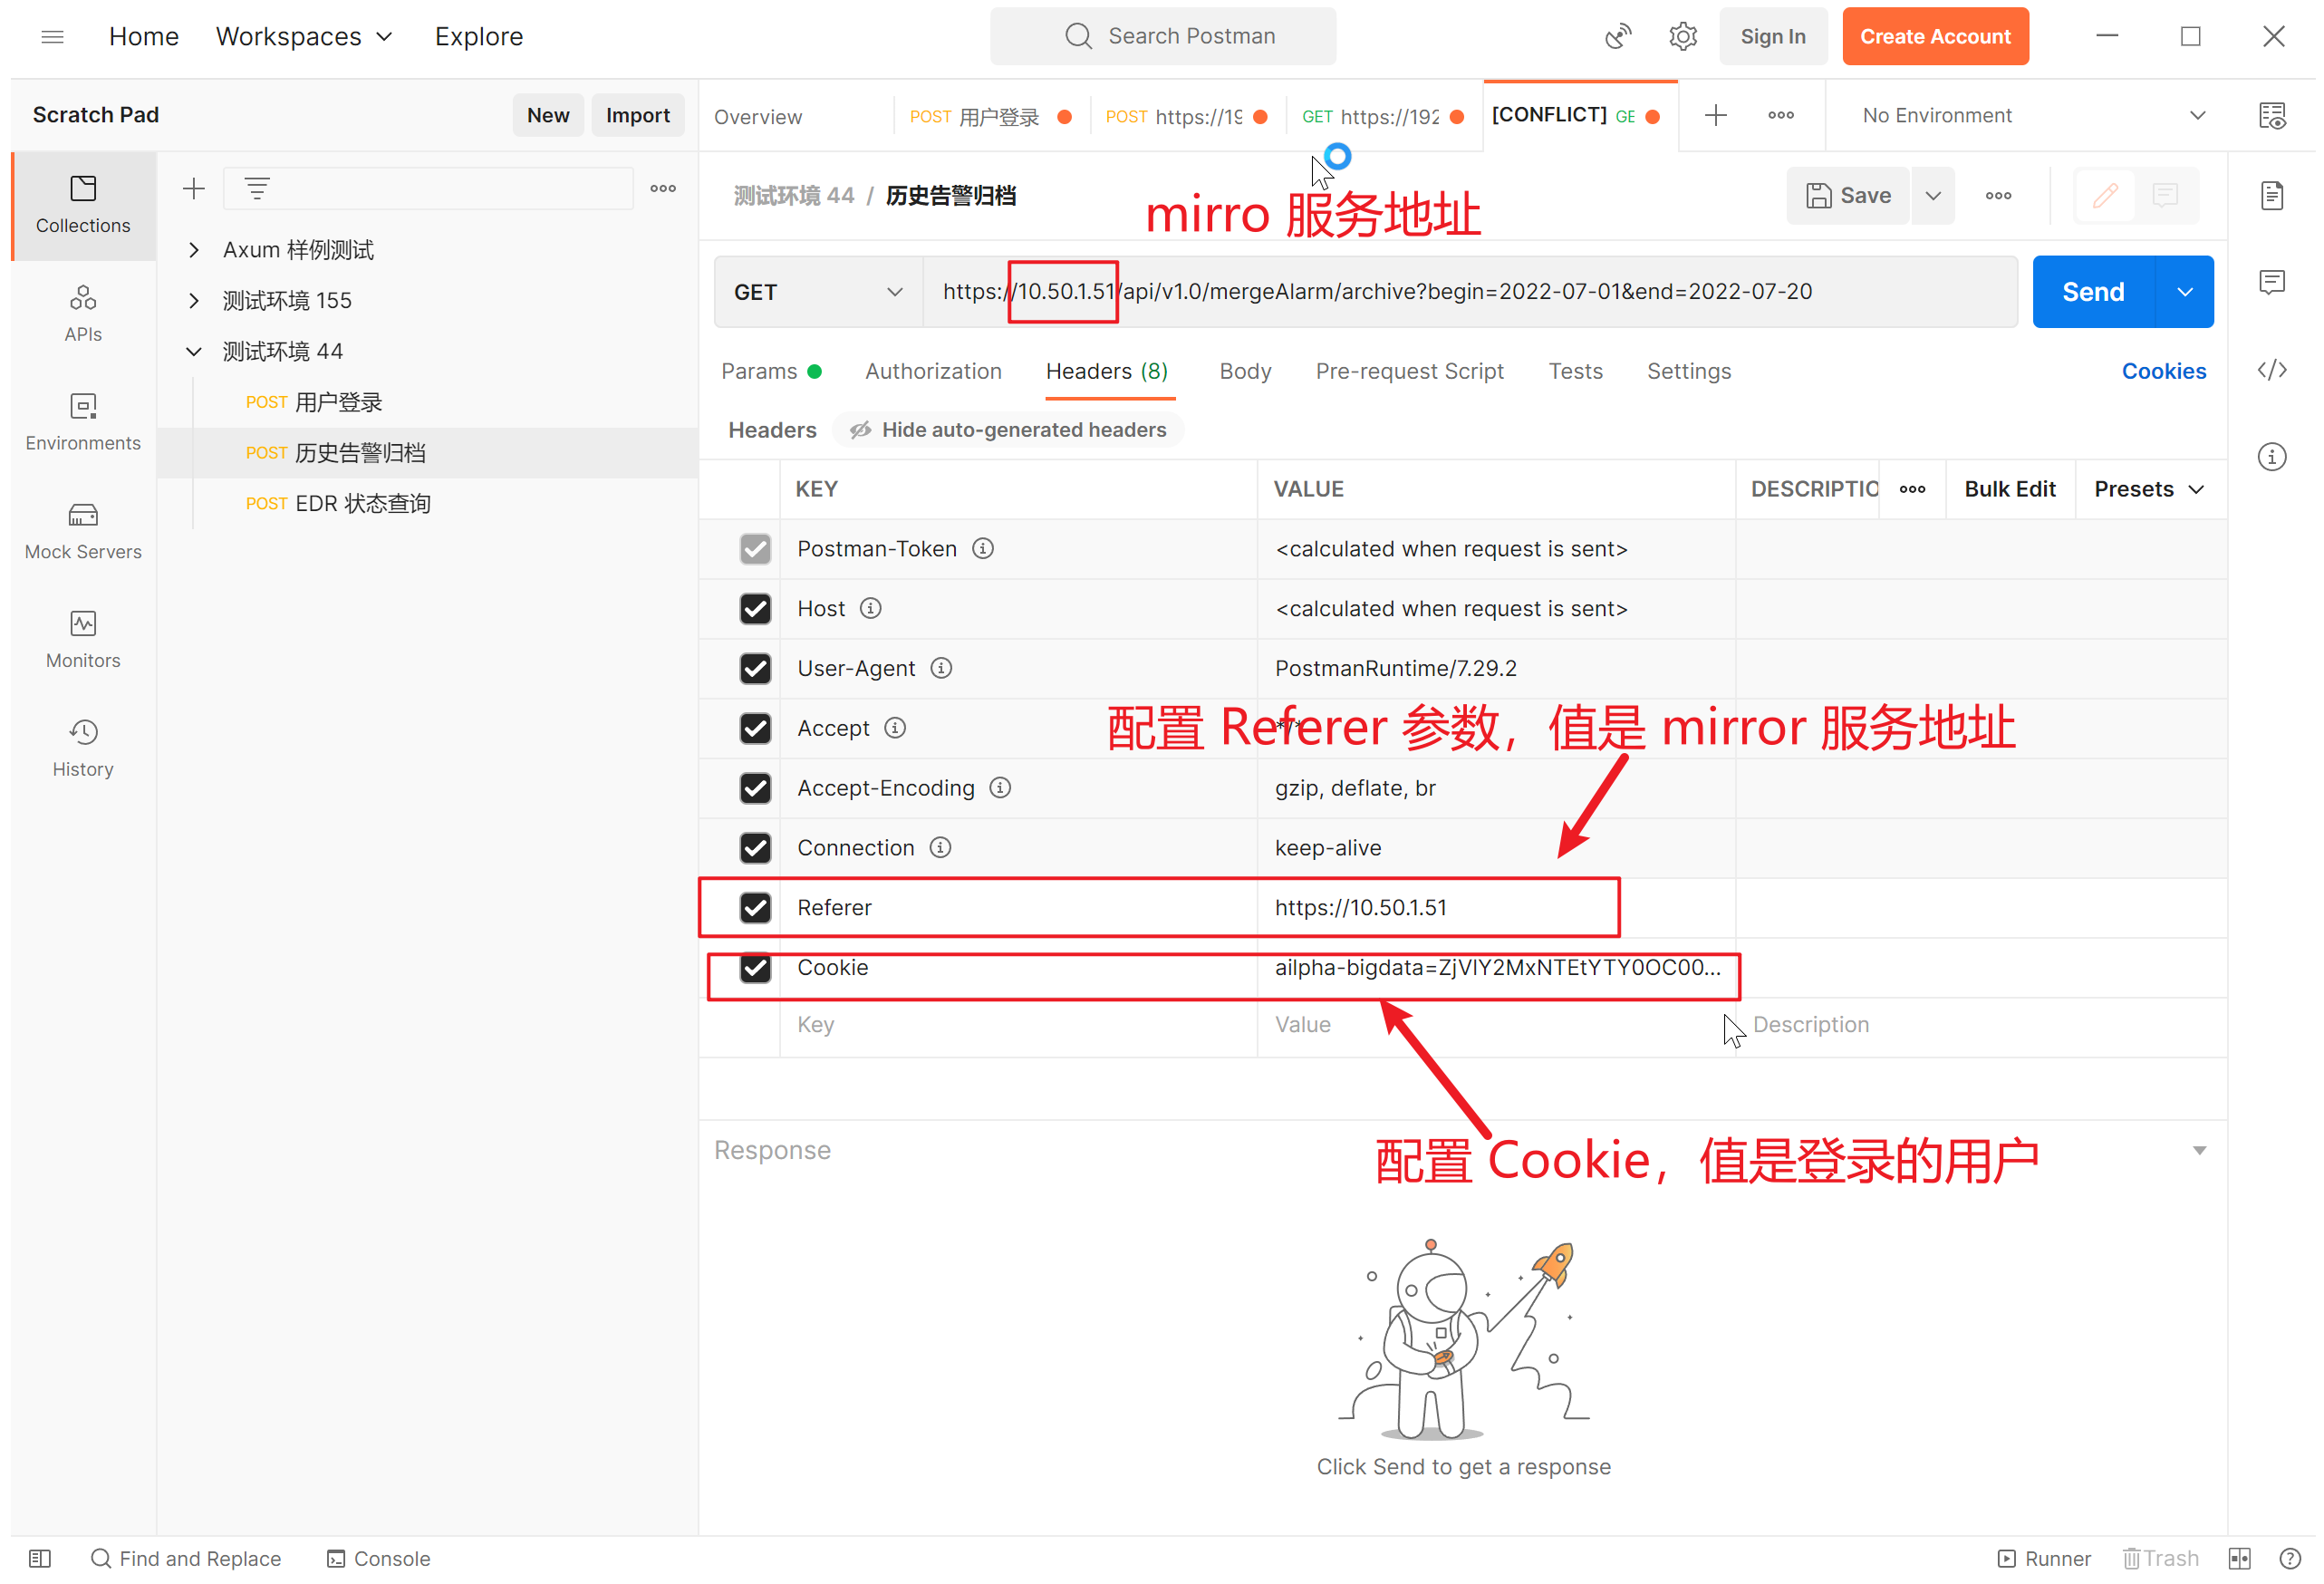 Home Workspaces Explore Search Postman Sign In Create Account
Scratch Pad New Import
Overview POST 用户登录 POST https://19 GET https://192 [CONFLICT] GE No Environment
Collections
APIs
Environments
Mock Servers
Monitors
History
Axum 样例测试
测试环境 155
测试环境 44
POST 用户登录
POST 历史告警归档
POST EDR 状态查询
测试环境 44 / 历史告警归档 Save
mirro 服务地址
GET https://10.50.1.51/api/v1.0/mergeAlarm/archive?begin=2022-07-01&end=2022-07-20 Send
Params Authorization Headers (8) Body Pre-request Script Tests Settings Cookies
Headers Hide auto-generated headers
KEY VALUE DESCRIPTIO Bulk Edit Presets
Postman-Token <calculated when request is sent>
Host <calculated when request is sent>
User-Agent PostmanRuntime/7.29.2
配置 Referer 参数，值是 mirror 服务地址
Accept */*
Accept-Encoding gzip, deflate, br
Connection keep-alive
Referer https://10.50.1.51
Cookie ailpha-bigdata=ZjVlY2MxNTEtYTY0OC00...
Key Value Description
Response
配置 Cookie，值是登录的用户
Click Send to get a response
Find and Replace Console Runner Trash